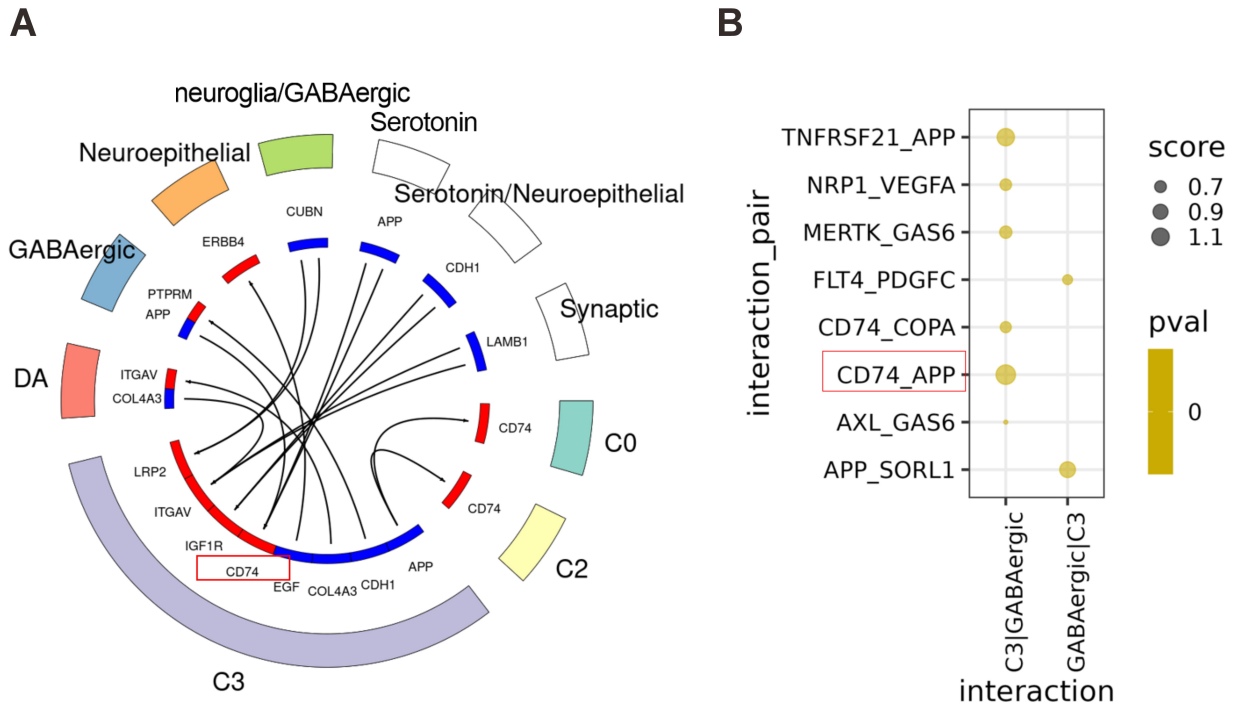 A
neuroglia/GABAergic
Serotonin
Neuroepithelial
Serotonin/Neuroepithelial
CUBN
APP
ERBB4
GABAergic
CDH1
PTPRM
APP
Synaptic
LAMB1
DA
ITGAV
COL4A3
CD74
C0
LRP2
ITGAV
CD74
IGF1R
CD74
EGF
COL4A3
CDH1
APP
C2
C3
B
interaction_pair
TNFRSF21_APP
NRP1_VEGFA
MERTK_GAS6
FLT4_PDGFC
CD74_COPA
CD74_APP
AXL_GAS6
APP_SORL1
C3|GABAergic
GABAergic|C3
interaction
score
0.7
0.9
1.1
pval
0